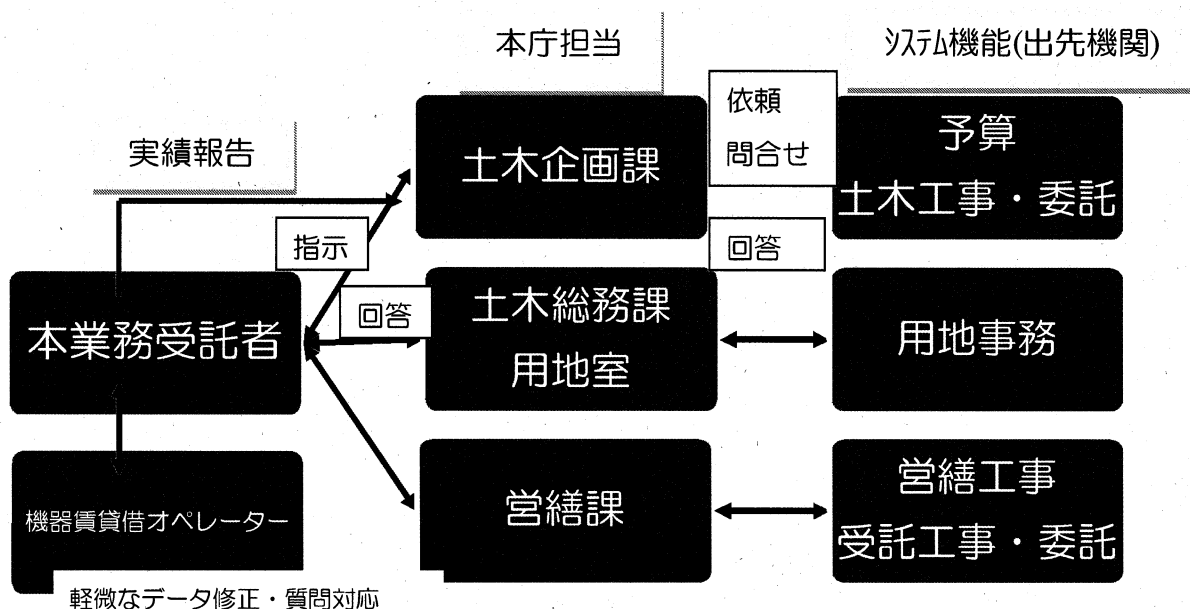 本庁担当
システム機能(出先機関)
実績報告
土木企画課
依頼
問合せ
予算
土木工事・委託
指示
回答
回答
本業務受託者
土木総務課
用地室
用地事務
機器賃貸借オペレーター
営繕課
営繕工事
受託工事・委託
軽微なデータ修正・質問対応